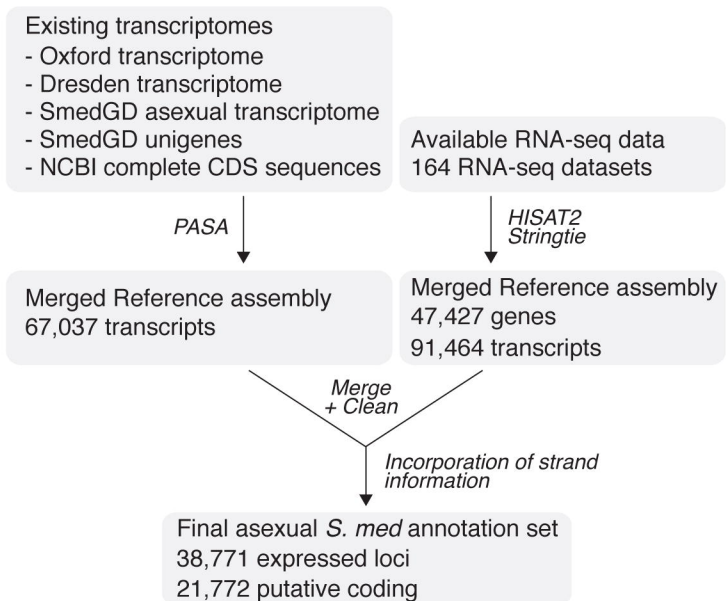 Existing transcriptomes
- Oxford transcriptome
- Dresden transcriptome
- SmedGD asexual transcriptome
- SmedGD unigenes
- NCBI complete CDS sequences
Available RNA-seq data
164 RNA-seq datasets
PASA
HISAT2
Stringtie
Merged Reference assembly
67,037 transcripts
Merged Reference assembly
47,427 genes
91,464 transcripts
Merge
+ Clean
Incorporation of strand
information
Final asexual S. med annotation set
38,771 expressed loci
21,772 putative coding